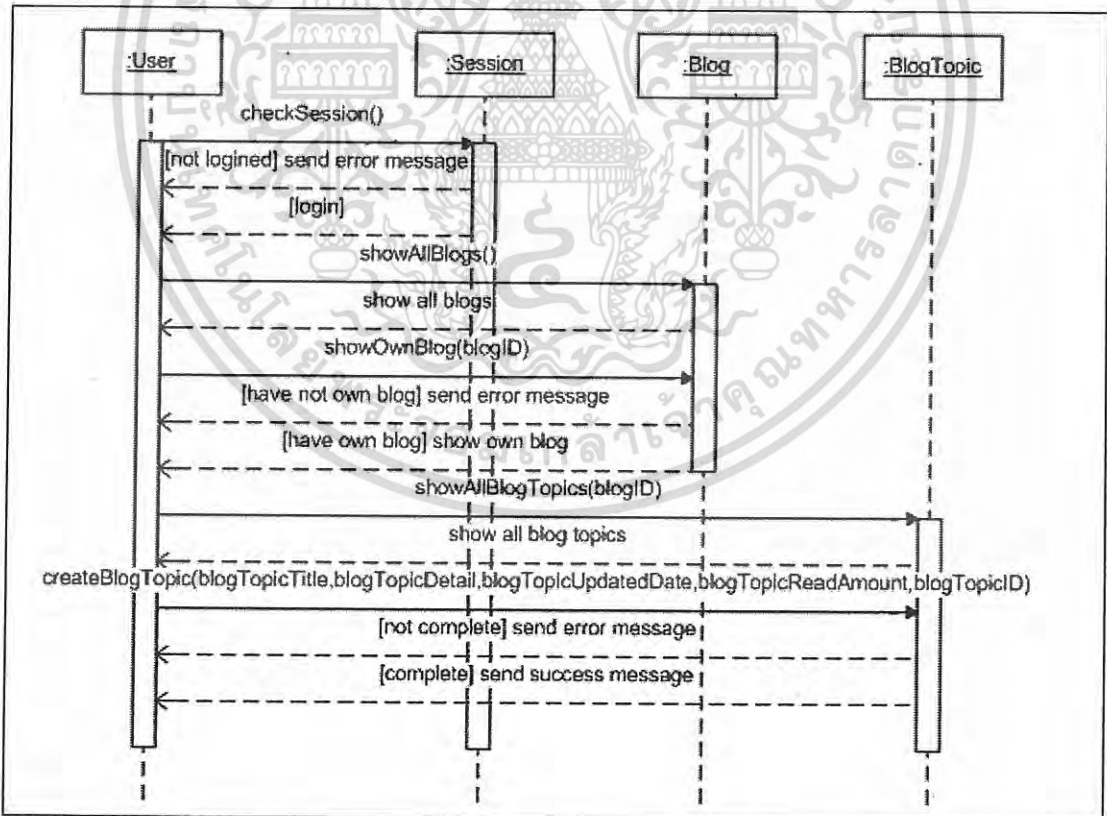 :User
:Session
:Blog
:BlogTopic
checkSession()
[not logined] send error message
[login]
showAllBlogs()
show all blogs
showOwnBlog(blogID)
[have not own blog] send error message
[have own blog] show own blog
showAllBlogTopics(blogID)
show all blog topics
createBlogTopic(blogTopicTitle,blogTopicDetail,blogTopicUpdatedDate,blogTopicReadAmount,blogTopicID)
[not complete] send error message
[complete] send success message